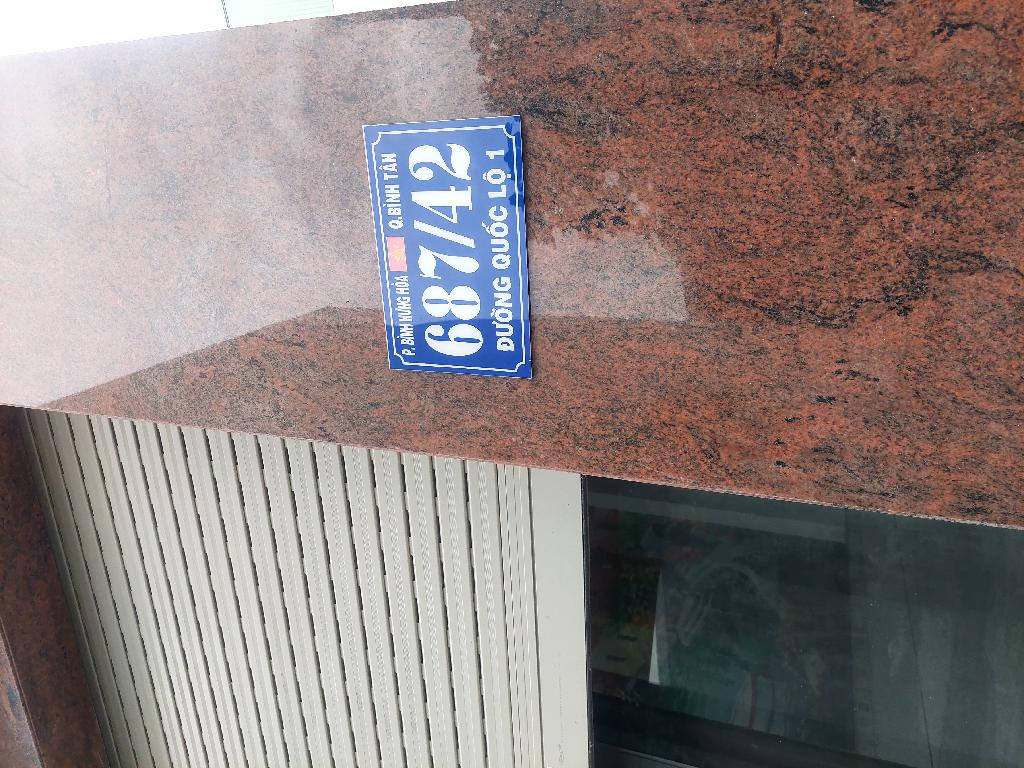 P. BÌNH HƯNG HÒA Q.BÌNH TÂN
687/42
ĐƯỜNG QUỐC LỘ 1